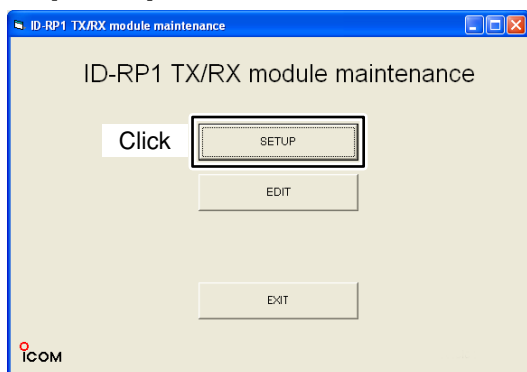 ID-RP1 TX/RX module maintenance
ID-RP1 TX/RX module maintenance
Click
SETUP
EDIT
EXIT
ICOM